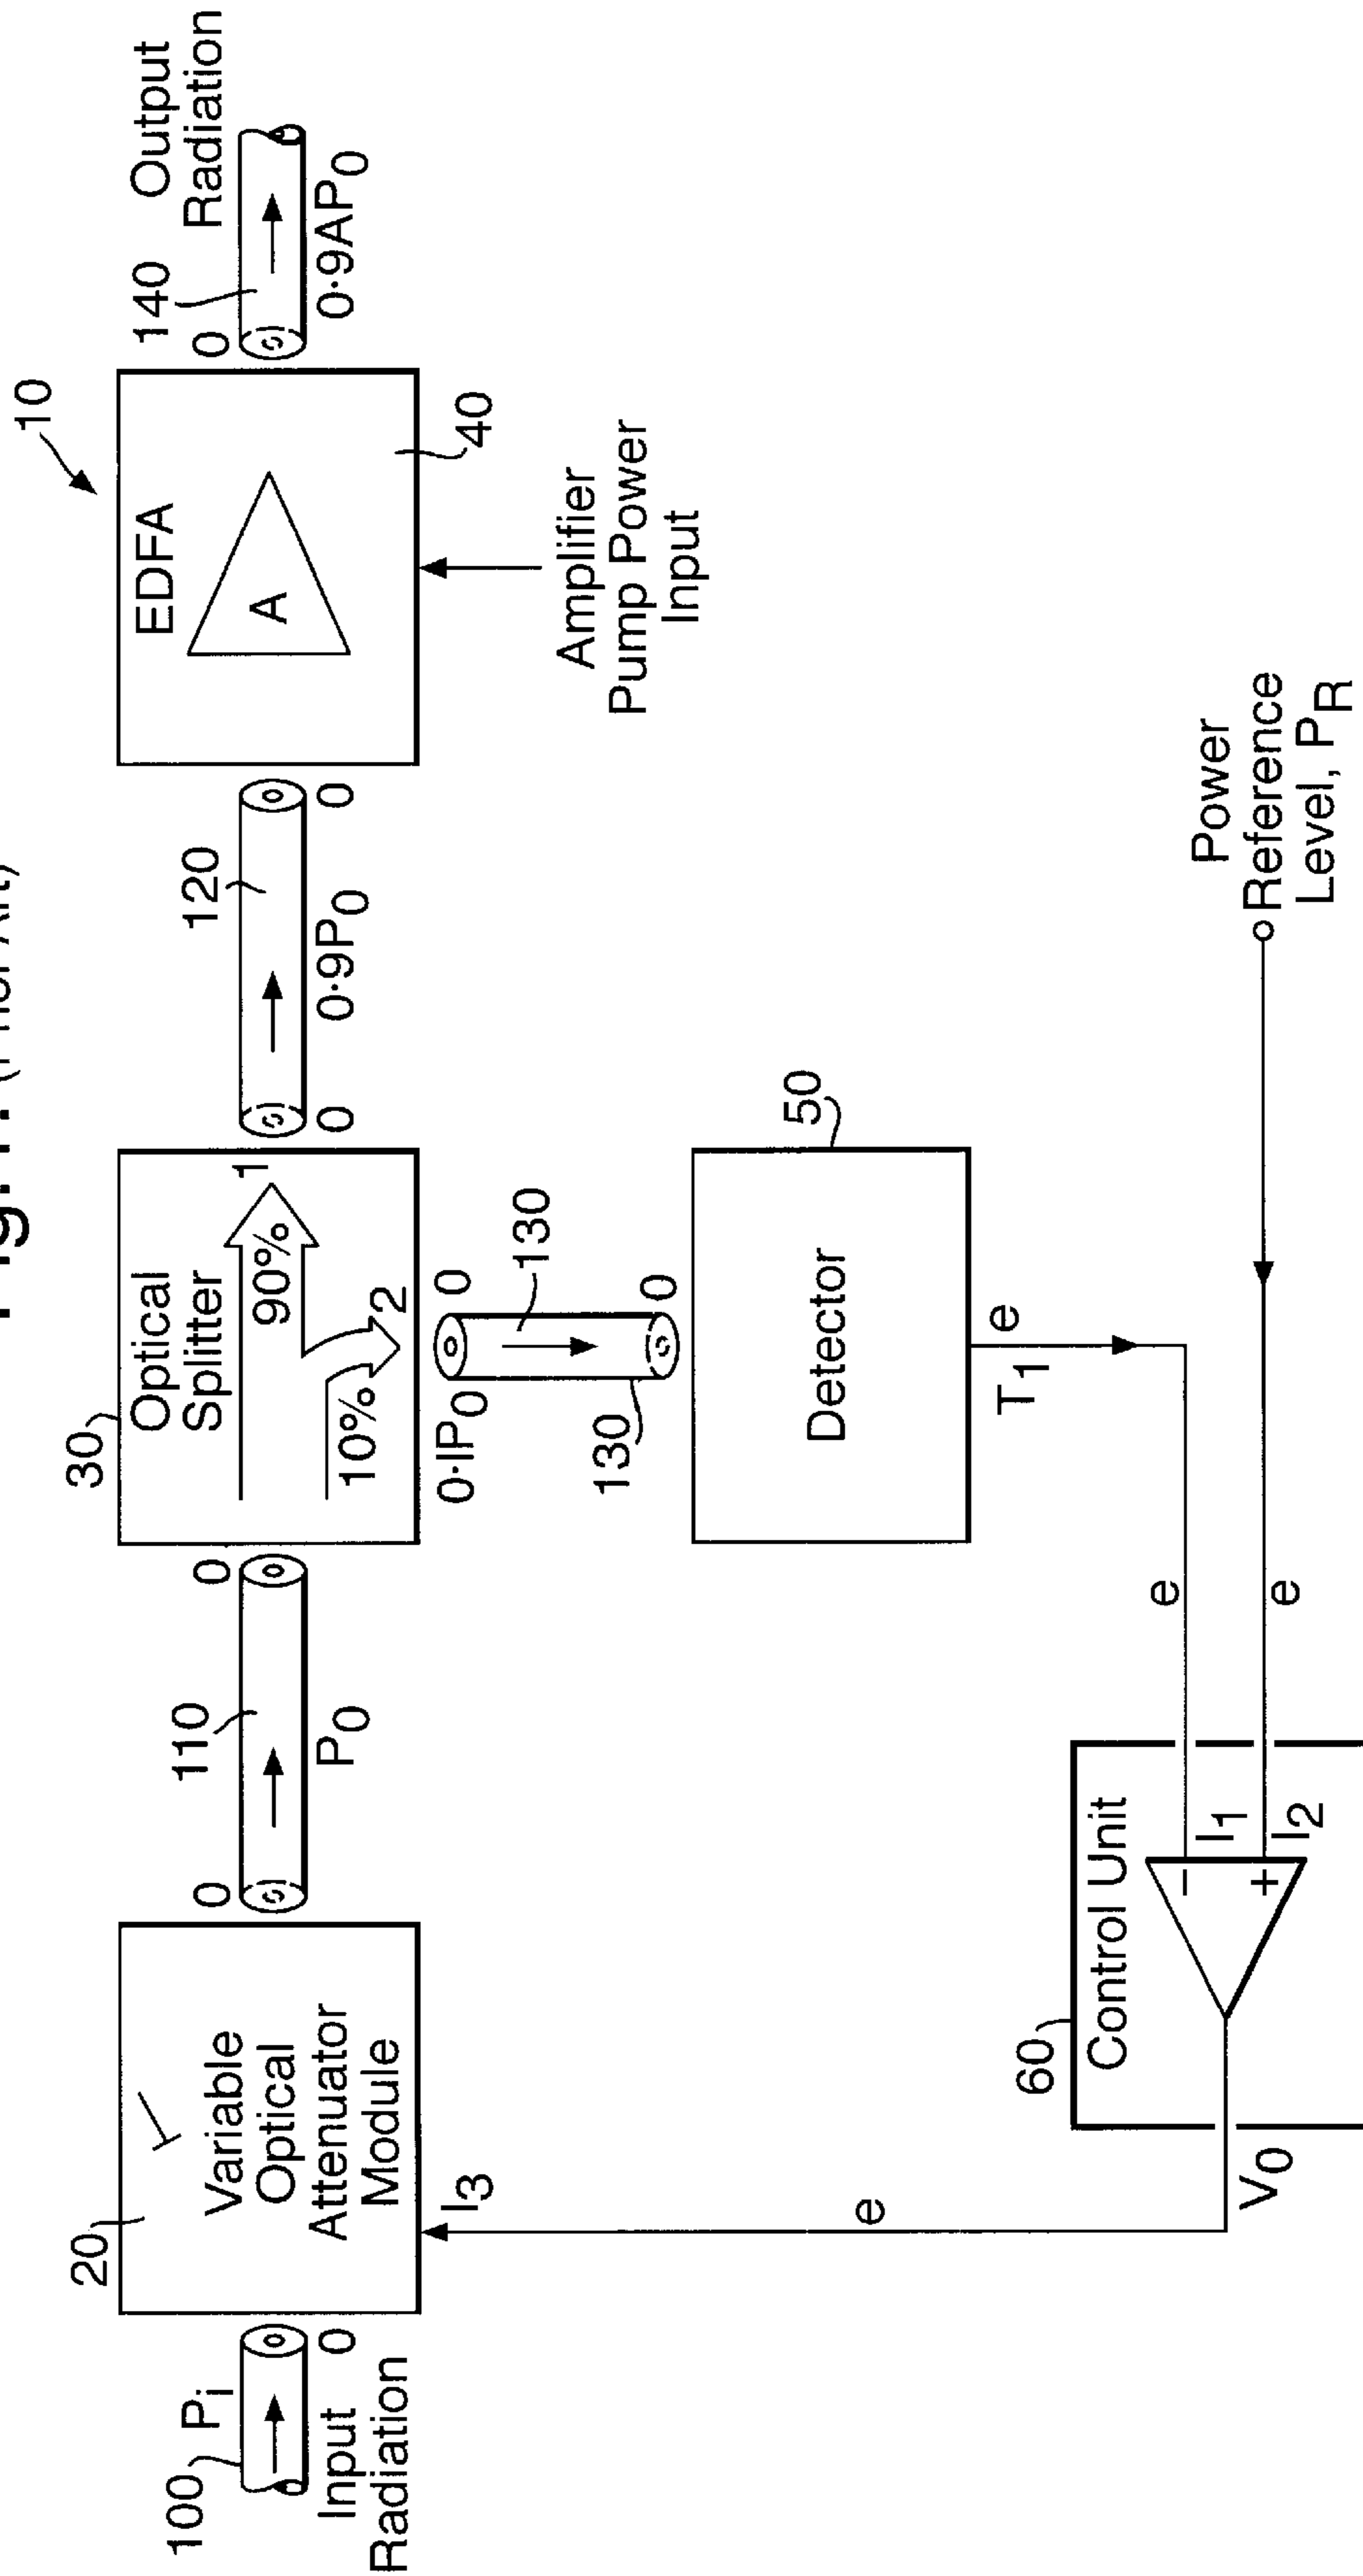 Fig. 1. (Prior Art)
10
100
P i
Input
Radiation
0
20
Variable
Optical
Attenuator
Module
I3
0
110
P0
0
30
Optical
Splitter
90%
1
10%
2
0
120
0·9P0
0
EDFA
A
40
Amplifier
Pump Power
Input
140
0
Output
Radiation
0·9AP0
0·IP0
0
130
130
0
50
Detector
T1
e
e
e
Power
Reference
Level, PR
60
Control Unit
−
I1
+
I2
V0
e